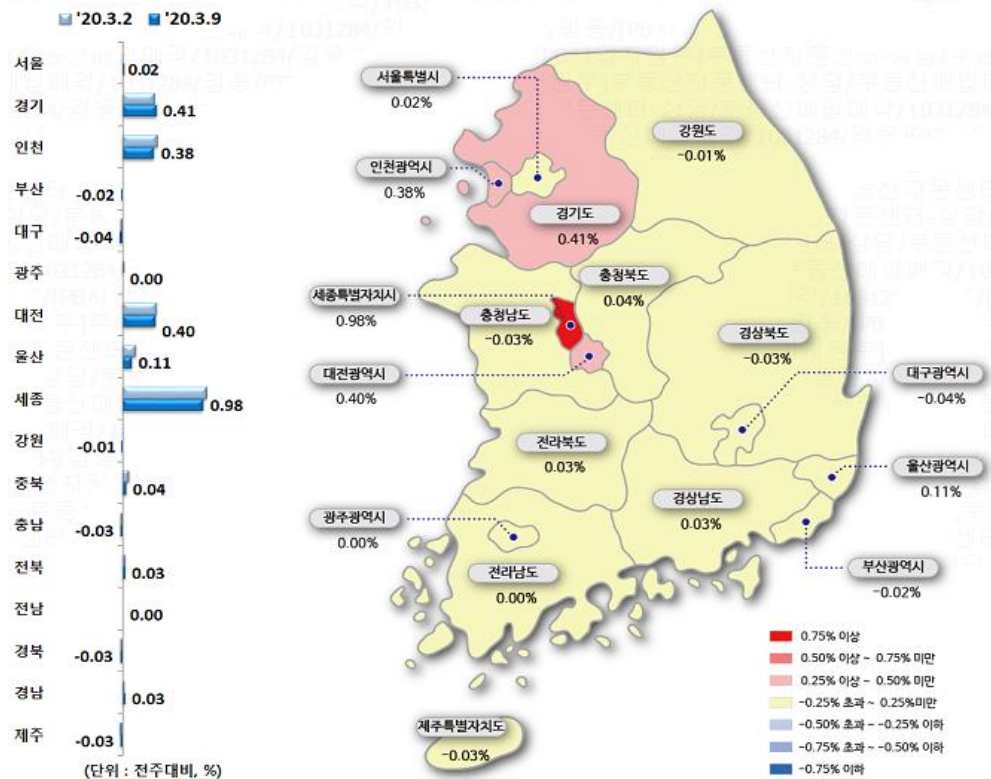 '20.3.2 '20.3.9
서울 0.02
경기 0.41
인천 0.38
부산 -0.02
대구 -0.04
광주 0.00
대전 0.40
울산 0.11
세종 0.98
강원 -0.01
충북 0.04
충남 -0.03
전북 0.03
전남 0.00
경북 -0.03
경남 0.03
제주 -0.03
(단위 : 전주대비, %)
서울특별시
0.02%
강원도
-0.01%
인천광역시
0.38%
경기도
0.41%
충청북도
0.04%
세종특별자치시
0.98%
충청남도
-0.03%
경상북도
-0.03%
대전광역시
0.40%
대구광역시
-0.04%
전라북도
0.03%
울산광역시
0.11%
경상남도
0.03%
광주광역시
0.00%
부산광역시
-0.02%
전라남도
0.00%
제주특별자치도
-0.03%
0.75% 이상
0.50% 이상 ~ 0.75% 미만
0.25% 이상 ~ 0.50% 미만
-0.25% 초과 ~ 0.25%미만
-0.50% 초과 ~ -0.25% 이하
-0.75% 초과 ~ -0.50% 이하
-0.75% 이하